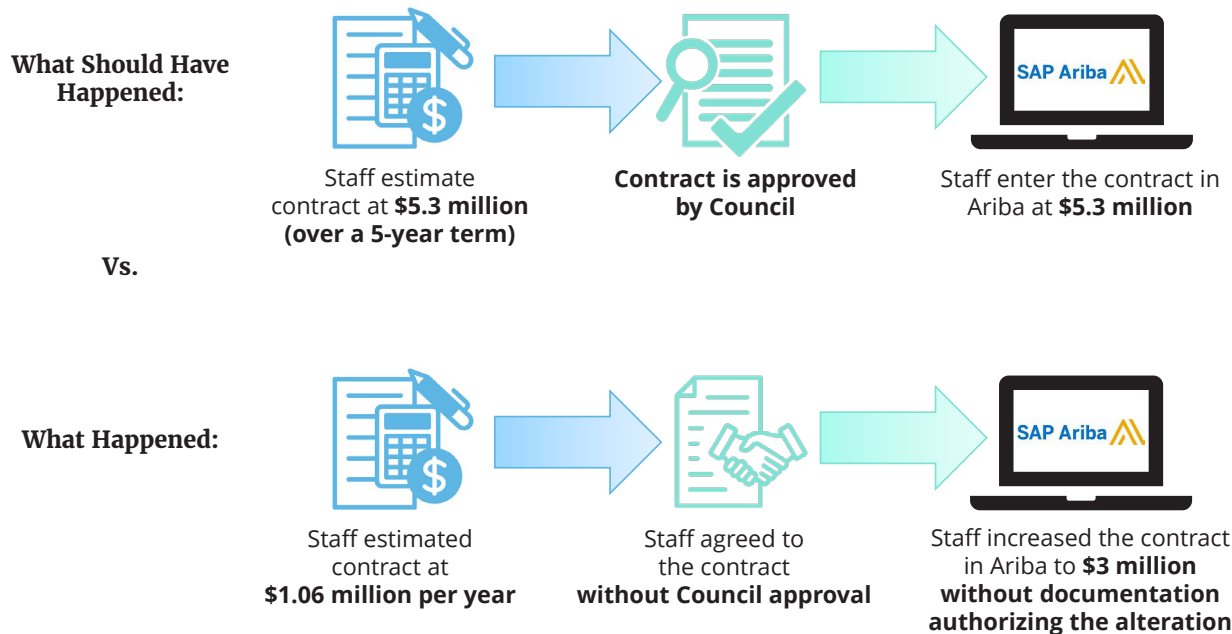 What Should Have
Happened:
$
SAP Ariba
Staff estimate
contract at $5.3 million
(over a 5-year term)
Contract is approved
by Council
Staff enter the contract in
Ariba at $5.3 million
Vs.
What Happened:
$
SAP Ariba
Staff estimated
contract at
$1.06 million per year
Staff agreed to
the contract
without Council approval
Staff increased the contract
in Ariba to $3 million
without documentation
authorizing the alteration